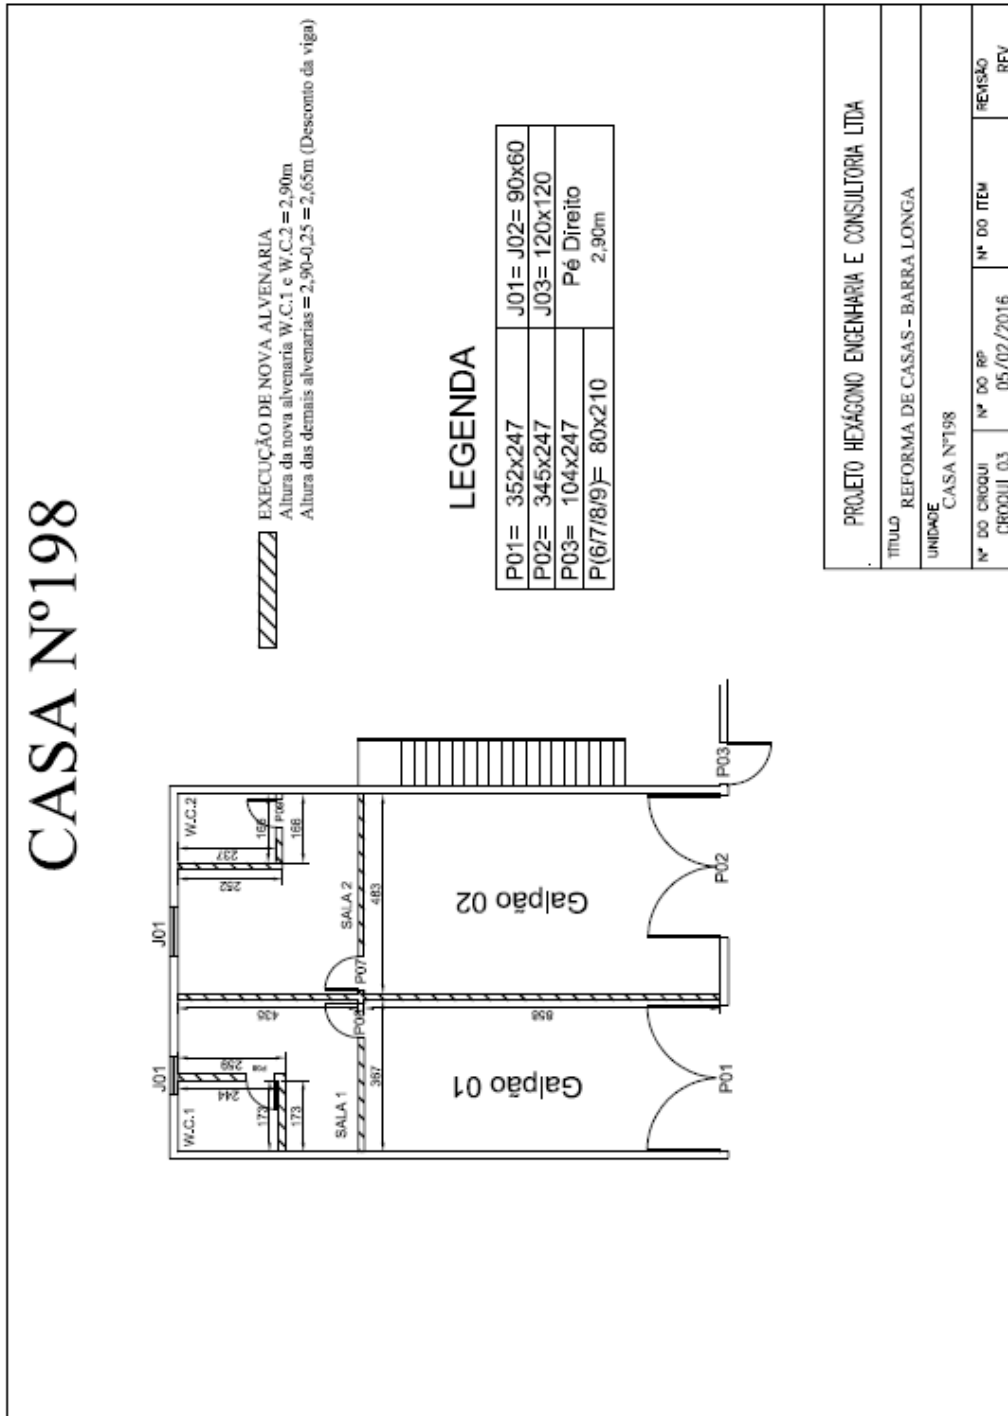 CASA Nº198
EXECUÇÃO DE NOVA ALVENARIA
Altura da nova alvenaria W.C.1 e W.C.2 = 2,90m
Altura das demais alvenarias = 2,90-0,25 = 2,65m (Desconto da viga)
LEGENDA
P01= 352x247
J01= J02= 90x60
P02= 345x247
J03= 120x120
P03= 104x247
Pé Direito
2,90m
P(6/7/8/9)= 80x210
J01
J01
W.C.1
W.C.2
244
173
173
237
252
168
168
SALA 1
SALA 2
P07
367
483
858
Galpão 01
Galpão 02
P01
P02
P03
PROJETO HEXÁGONO ENGENHARIA E CONSULTORIA LTDA
TÍTULO
REFORMA DE CASAS - BARRA LONGA
UNIDADE
CASA Nº198
Nº DO CROQUI
CROQUI 03
Nº DO RP
05/02/2016
Nº DO ITEM
REVISÃO
REV